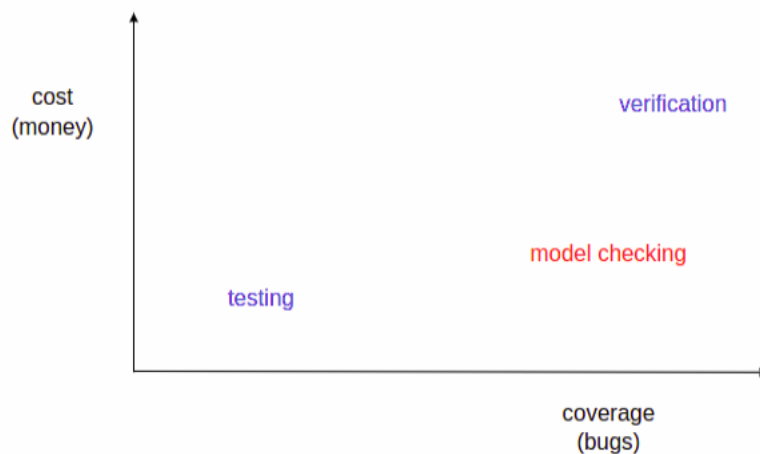 cost
(money)
verification
model checking
testing
coverage
(bugs)